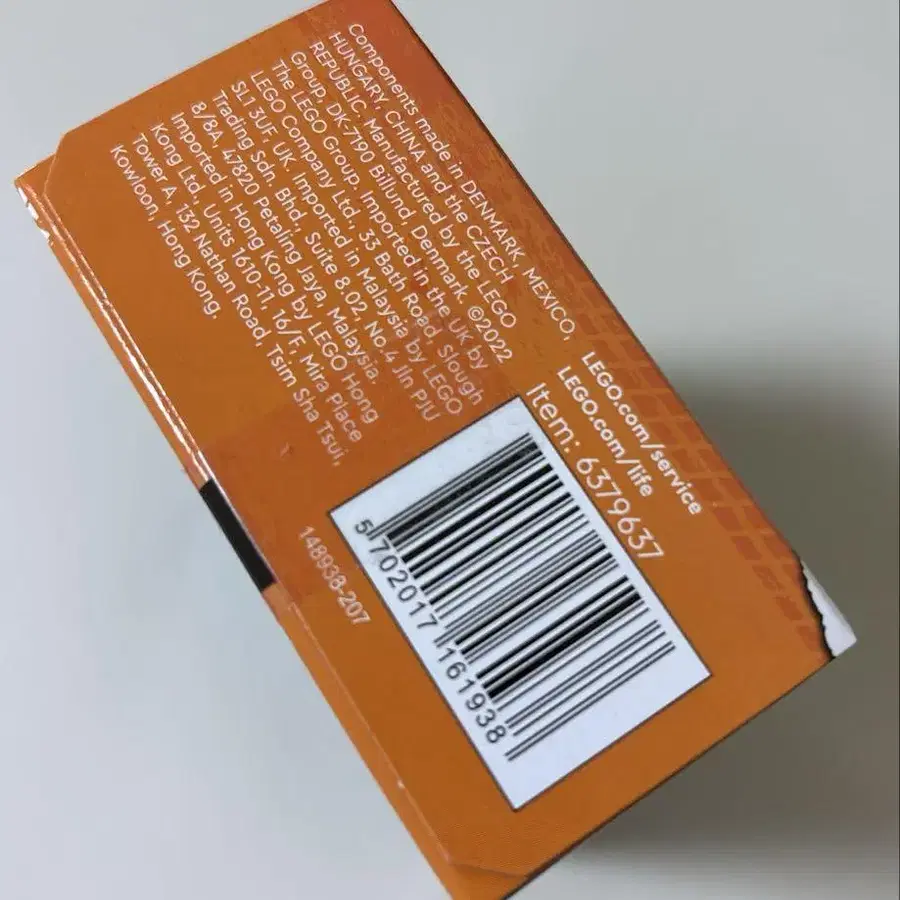 Components made in DENMARK, MEXICO,
HUNGARY, CHINA and the CZECH
REPUBLIC. Manufactured by the LEGO
Group, DK-7190 Billund, Denmark. ©2022
The LEGO Group. Imported in the UK by
LEGO Company Ltd., 33 Bath Road, Slough
SL1 3UF, UK. Imported in Malaysia by LEGO
Trading Sdn. Bhd., Suite 8-02, No.4 Jln PJU
8/8A, 47820 Petaling Jaya, Malaysia.
Imported in Hong Kong by LEGO Hong
Kong Ltd., Units 1610-11, 16/F, Mira Place
Tower A, 132 Nathan Road, Tsim Sha Tsui,
Kowloon, Hong Kong.
LEGO.com/service
LEGO.com/life
Item: 6379637
5 702017 161938
148938-207